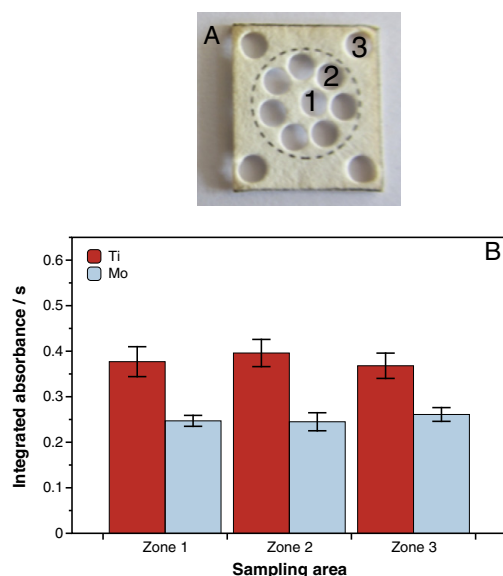 A
3
2
1
B
Ti
Mo
0.6
0.5
0.4
0.3
0.2
0.1
0
Integrated absorbance / s
Zone 1 Zone 2 Zone 3
Sampling area